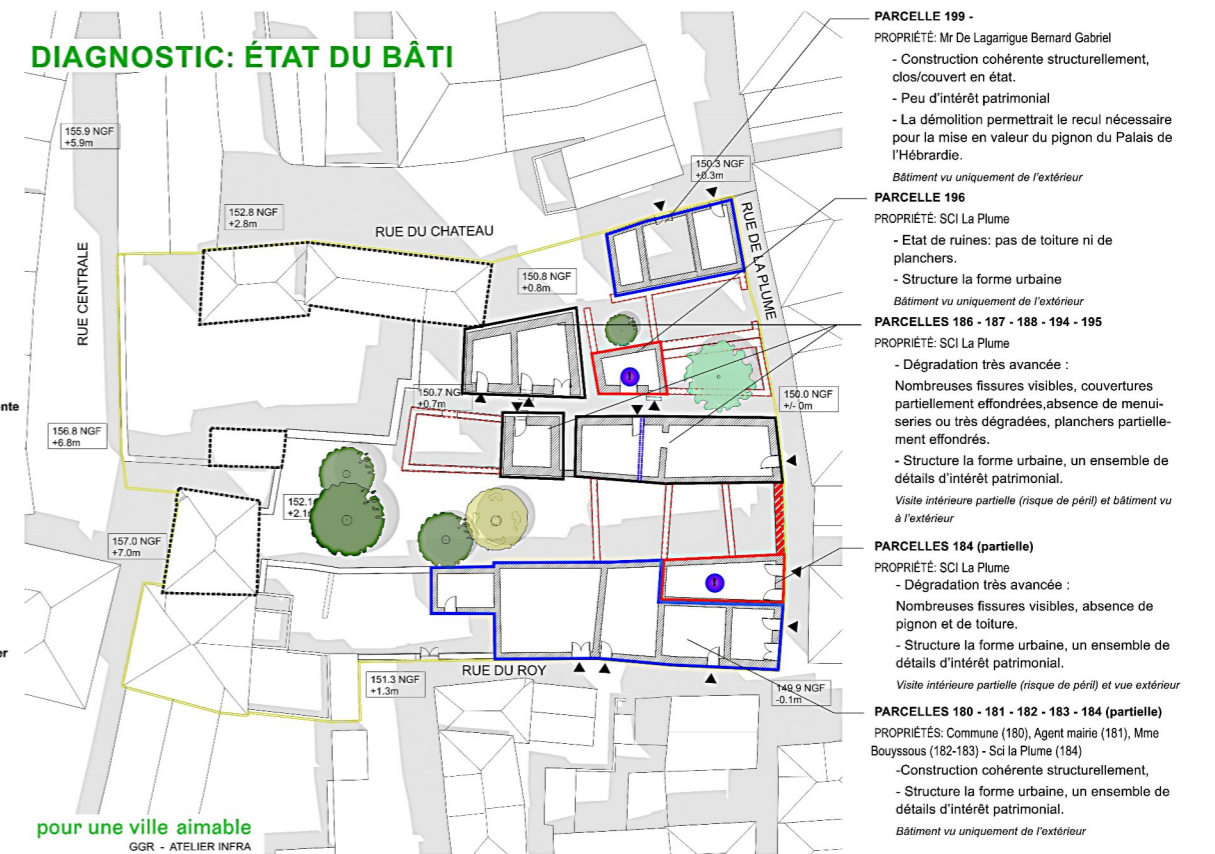 DIAGNOSTIC: ÉTAT DU BÂTI
155.9 NGF
+5.9m
152.8 NGF
+2.8m
RUE DU CHATEAU
RUE CENTRALE
150.3 NGF
+0.3m
RUE DE LA PLUME
150.8 NGF
+0.8m
150.7 NGF
+0.7m
150.0 NGF
+/- 0m
nte
156.8 NGF
+6.8m
152.1
+2.1
157.0 NGF
+7.0m
er
151.3 NGF
+1.3m
RUE DU ROY
149.9 NGF
-0.1m
pour une ville aimable
GGR - ATELIER INFRA
PARCELLE 199 -
PROPRIÉTÉ: Mr De Lagarrigue Bernard Gabriel
- Construction cohérente structurellement,
clos/couvert en état.
- Peu d'intérêt patrimonial
- La démolition permettrait le recul nécessaire
pour la mise en valeur du pignon du Palais de
l'Hébrardie.
Bâtiment vu uniquement de l'extérieur
PARCELLE 196
PROPRIÉTÉ: SCI La Plume
- Etat de ruines: pas de toiture ni de
planchers.
- Structure la forme urbaine
Bâtiment vu uniquement de l'extérieur
PARCELLES 186 - 187 - 188 - 194 - 195
PROPRIÉTÉ: SCI La Plume
- Dégradation très avancée :
Nombreuses fissures visibles, couvertures
partiellement effondrées,absence de menui-
series ou très dégradées, planchers partielle-
ment effondrés.
- Structure la forme urbaine, un ensemble de
détails d'intérêt patrimonial.
Visite intérieure partielle (risque de péril) et bâtiment vu
à l'extérieur
PARCELLES 184 (partielle)
PROPRIÉTÉ: SCI La Plume
- Dégradation très avancée :
Nombreuses fissures visibles, absence de
pignon et de toiture.
- Structure la forme urbaine, un ensemble de
détails d'intérêt patrimonial.
Visite intérieure partielle (risque de péril) et vue extérieur
PARCELLES 180 - 181 - 182 - 183 - 184 (partielle)
PROPRIÉTÉS: Commune (180), Agent mairie (181), Mme
Bouyssous (182-183) - Sci la Plume (184)
-Construction cohérente structurellement,
- Structure la forme urbaine, un ensemble de
détails d'intérêt patrimonial.
Bâtiment vu uniquement de l'extérieur